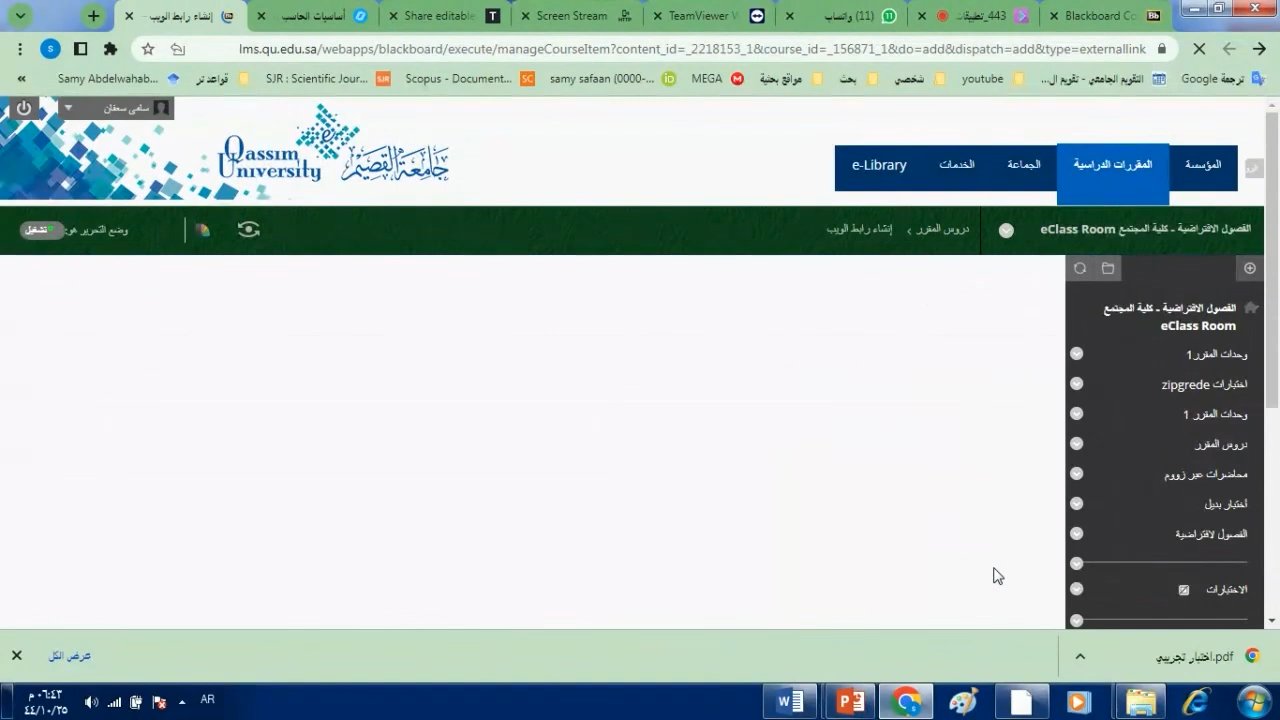 إنشاء رابط الويب
أساسيات الحاسب
Share editable
Screen Stream
TeamViewer W
(11) واتساب
443_تطبيقات
Blackboard Co
lms.qu.edu.sa/webapps/blackboard/execute/manageCourseItem?content_id=_2218153_1&course_id=_156871_1&do=add&dispatch=add&type=externallink
«
Samy Abdelwahab...
قواعد تر
SJR : Scientific Jour...
Scopus - Document...
samy safaan (0000-...
MEGA
مواقع بحثية
بحث
شخصي
youtube
التقويم الجامعي - تقويم ال...
ترجمة Google
سامى سعفان
Qassim University
جامعة القصيم
المؤسسة
المقررات الدراسية
الجماعة
الخدمات
e-Library
الفصول الافتراضية - كلية المجتمع eClass Room
دروس المقرر
إنشاء رابط الويب
وضع التحرير هو:
تشغيل
الفصول الافتراضية - كلية المجتمع
eClass Room
وحدات المقرر1
اختبارات zipgrede
وحدات المقرر 1
دروس المقرر
محاضرات عبر زووم
أختبار بديل
الفصول لافتراضية
الاختبارات
اختبار تجريبي.pdf
عرض الكل
AR
٠٦:٤٣ م
٤٤/١٠/٢٥